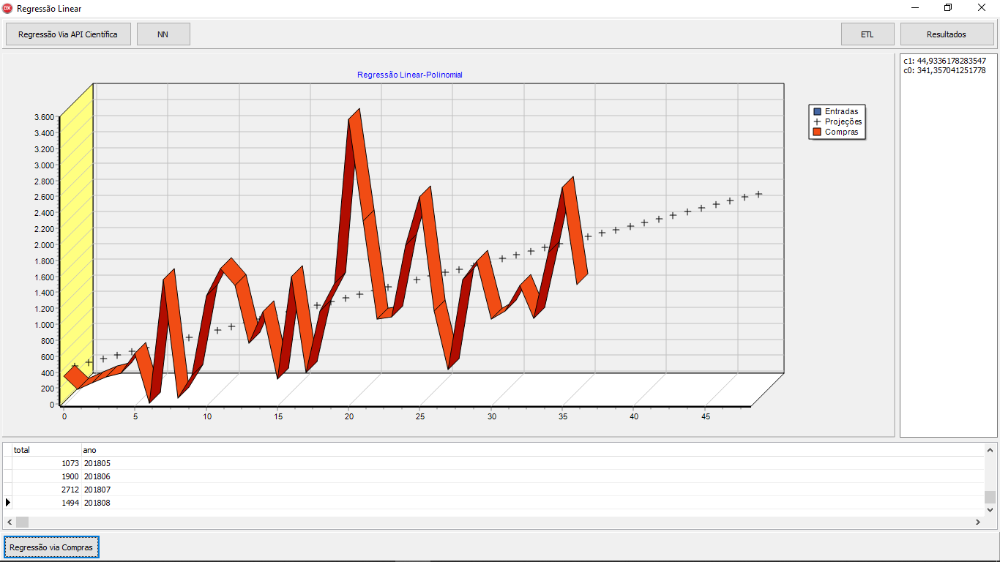 DX Regressão Linear
Regressão Via API Científica NN ETL Resultados
c1: 44,9336178283547
c0: 341,357041251778
Regressão Linear-Polinomial
Entradas
Projeções
Compras
3.600
3.400
3.200
3.000
2.800
2.600
2.400
2.200
2.000
1.800
1.600
1.400
1.200
1.000
800
600
400
200
0
0 5 10 15 20 25 30 35 40 45
total ano
1073 201805
1900 201806
2712 201807
1494 201808
Regressão via Compras